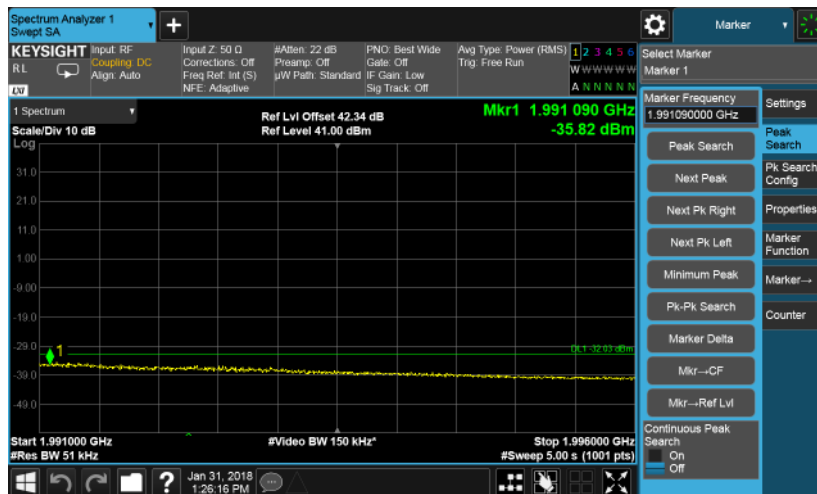 Spectrum Analyzer 1
Swept SA
+
Marker
KEYSIGHT
RL
LXI
Input: RF
Coupling: DC
Align: Auto
Input Z: 50 Ω
Corrections: Off
Freq Ref: Int (S)
NFE: Adaptive
#Atten: 22 dB
Preamp: Off
µW Path: Standard
PNO: Best Wide
Gate: Off
IF Gain: Low
Sig Track: Off
Avg Type: Power (RMS)
Trig: Free Run
1 2 3 4 5 6
W W W W W W
A N N N N N
Select Marker
Marker 1
1 Spectrum
Scale/Div 10 dB
Log
Ref Lvl Offset 42.34 dB
Ref Level 41.00 dBm
Mkr1 1.991 090 GHz
-35.82 dBm
31.0
21.0
11.0
1.00
-9.00
-19.0
-29.0
-39.0
-49.0
1
DL1 -32.03 dBm
Start 1.991000 GHz
#Res BW 51 kHz
#Video BW 150 kHz*
Stop 1.996000 GHz
#Sweep 5.00 s (1001 pts)
Marker Frequency
1.991090000 GHz
Peak Search
Next Peak
Next Pk Right
Next Pk Left
Minimum Peak
Pk-Pk Search
Marker Delta
Mkr→CF
Mkr→Ref Lvl
Continuous Peak
Search
On
Off
Settings
Peak
Search
Pk Search
Config
Properties
Marker
Function
Marker→
Counter
?
Jan 31, 2018
1:26:16 PM